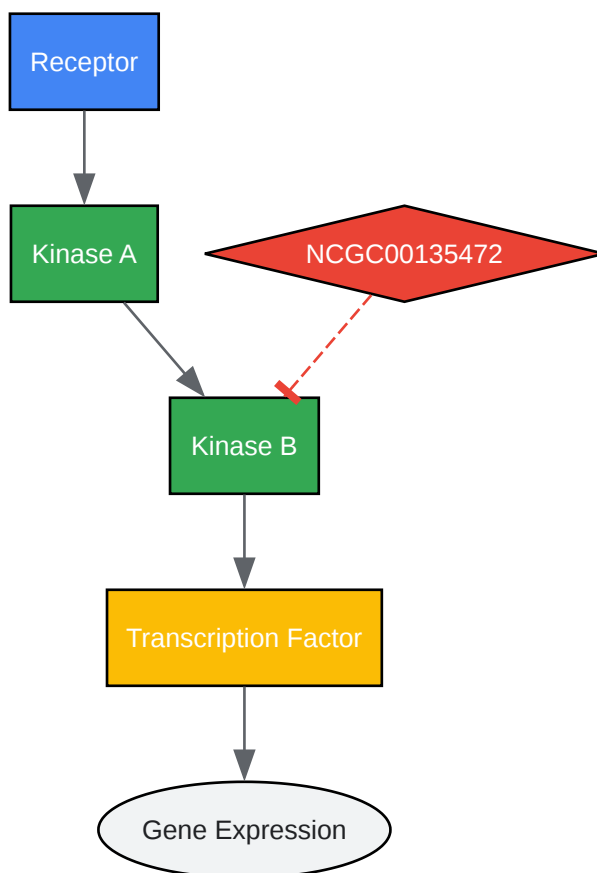 Receptor
Kinase A
NCGC00135472
Kinase B
Transcription Factor
Gene Expression